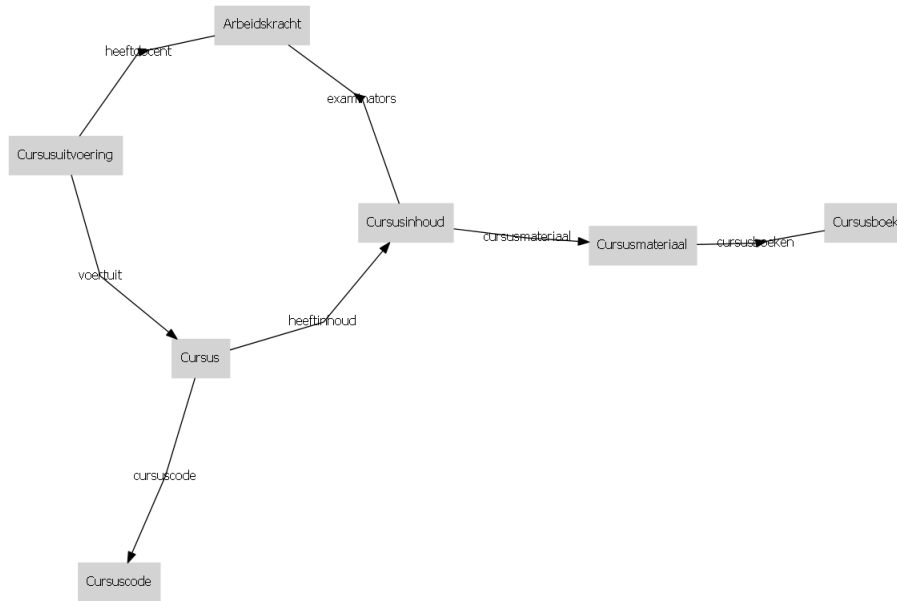 Arbeidskracht
heeftdocent
examinators
Cursusuitvoering
Cursusinhoud
Cursusboek
cursusmateriaal
Cursusmateriaal
cursusboeken
voertuit
heeftinhoud
Cursus
cursuscode
Cursuscode